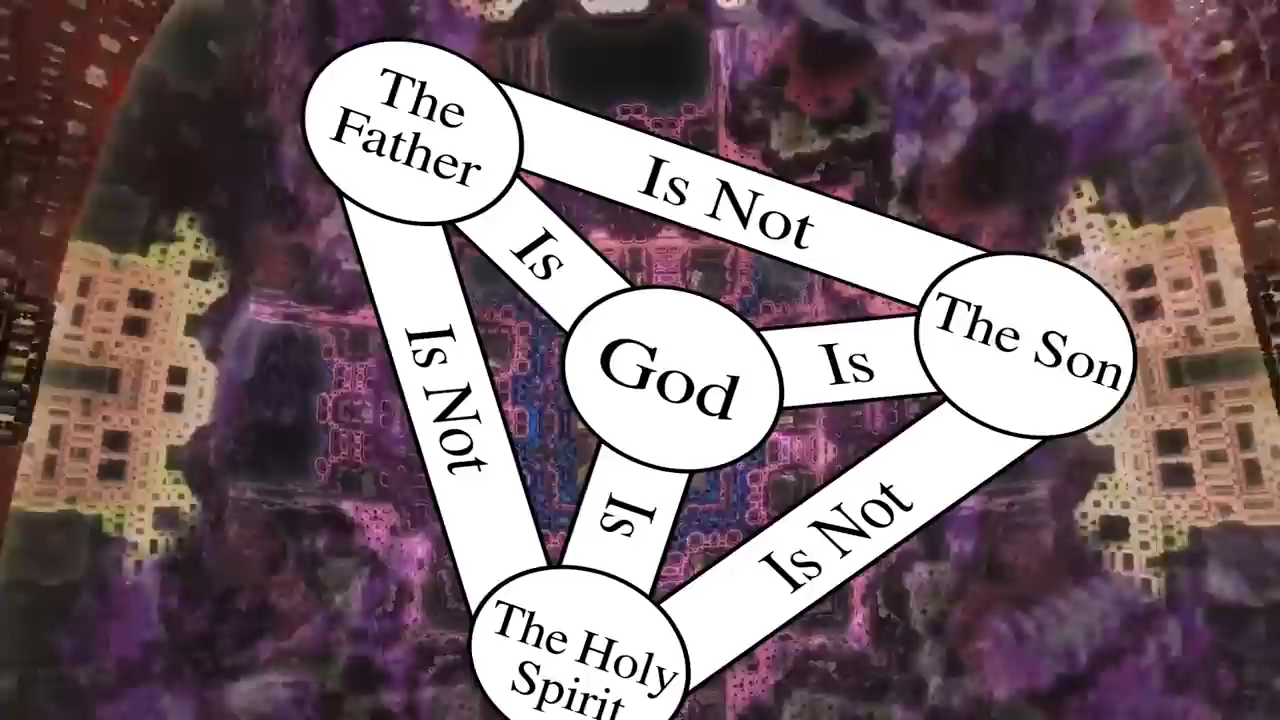 The
Father
Is Not
Is
The Son
Is Not
God
Is
Is
Is Not
The Holy
Spirit